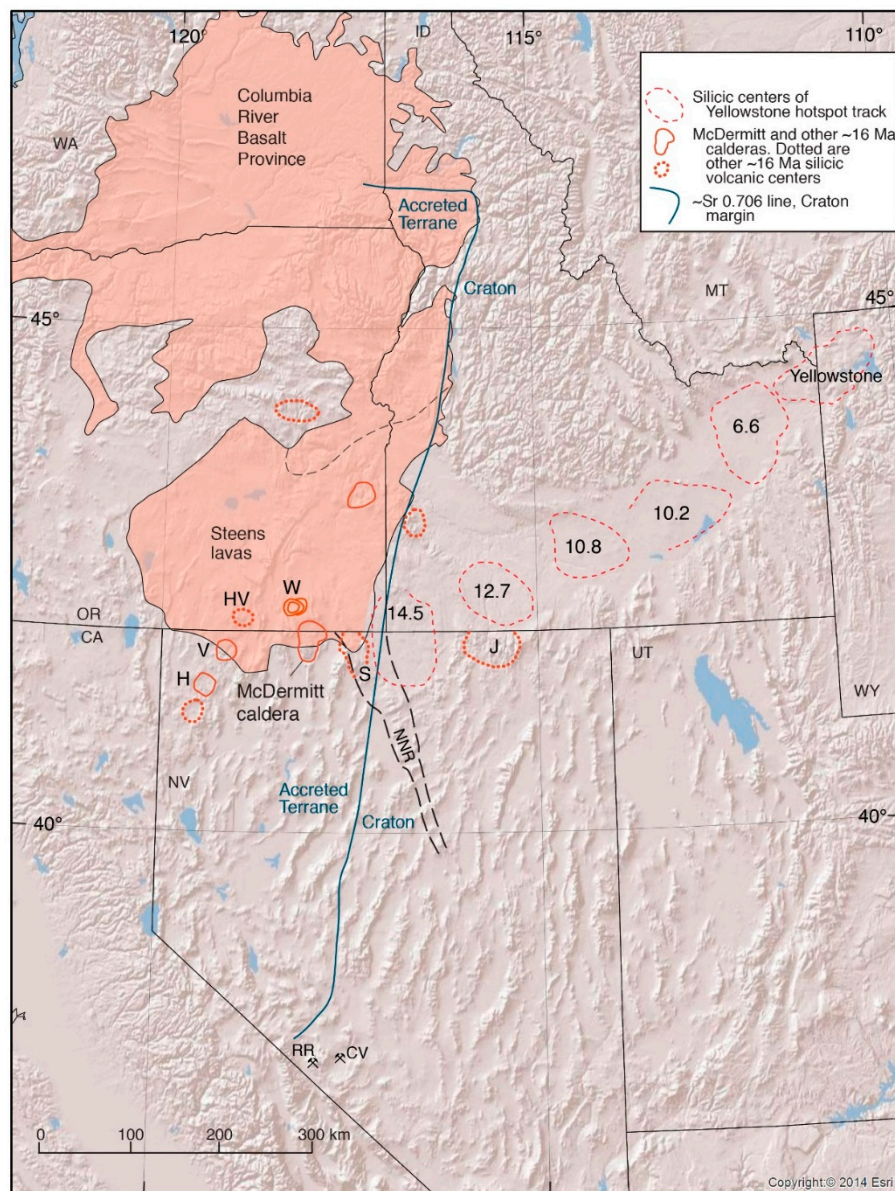 120°
ID
115°
110°
Silicic centers of
Yellowstone hotspot track
McDermitt and other ~16 Ma
calderas. Dotted are
other ~16 Ma silicic
volcanic centers
~Sr 0.706 line, Craton
margin
Columbia
River
Basalt
Province
WA
Accreted
Terrane
Craton
MT
45°
45°
Yellowstone
6.6
10.2
10.8
12.7
14.5
Steens
lavas
HV
W
OR
CA
V
H
McDermitt
caldera
S
J
UT
WY
NNR
NV
Accreted
Terrane
Craton
40°
40°
RR
CV
0
100
200
300 km
Copyright:© 2014 Esri